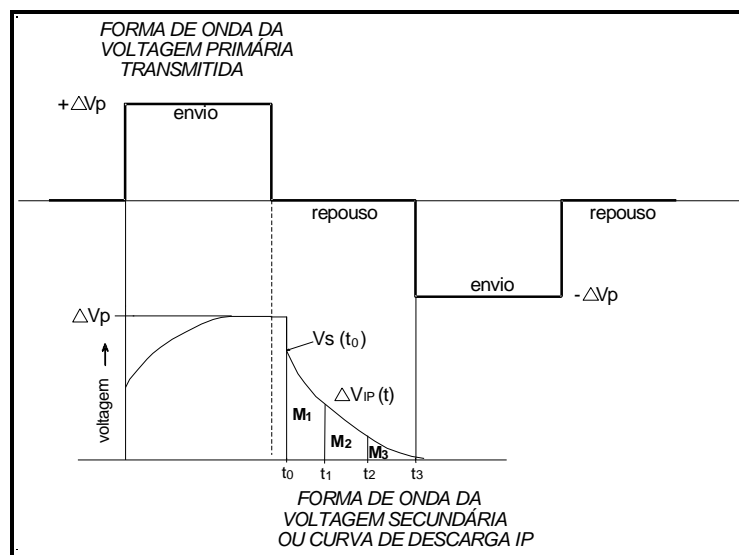 FORMA DE ONDA DA
VOLTAGEM PRIMÁRIA
TRANSMITIDA
+△Vp
envio
repouso
repouso
envio
-△Vp
△Vp
Vs (t0)
voltagem
△VIP (t)
M1
M2
M3
t0 t1 t2 t3
FORMA DE ONDA DA
VOLTAGEM SECUNDÁRIA
OU CURVA DE DESCARGA IP